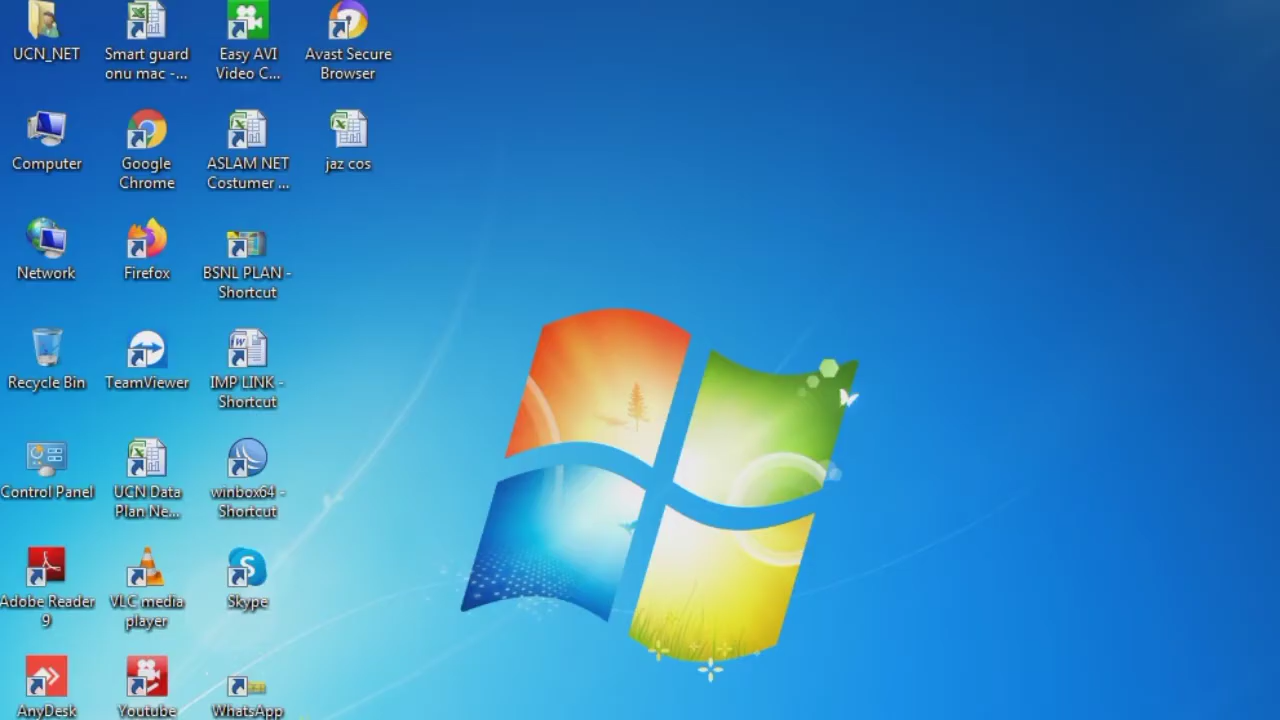 UCN_NET
Smart guard
onu mac -...
Easy AVI
Video C...
Avast Secure
Browser
Computer
Google
Chrome
ASLAM NET
Costumer ...
jaz cos
Network
Firefox
BSNL PLAN -
Shortcut
Recycle Bin
TeamViewer
IMP LINK -
Shortcut
Control Panel
UCN Data
Plan Ne...
winbox64 -
Shortcut
Adobe Reader
9
VLC media
player
Skype
AnyDesk
Youtube
WhatsApp